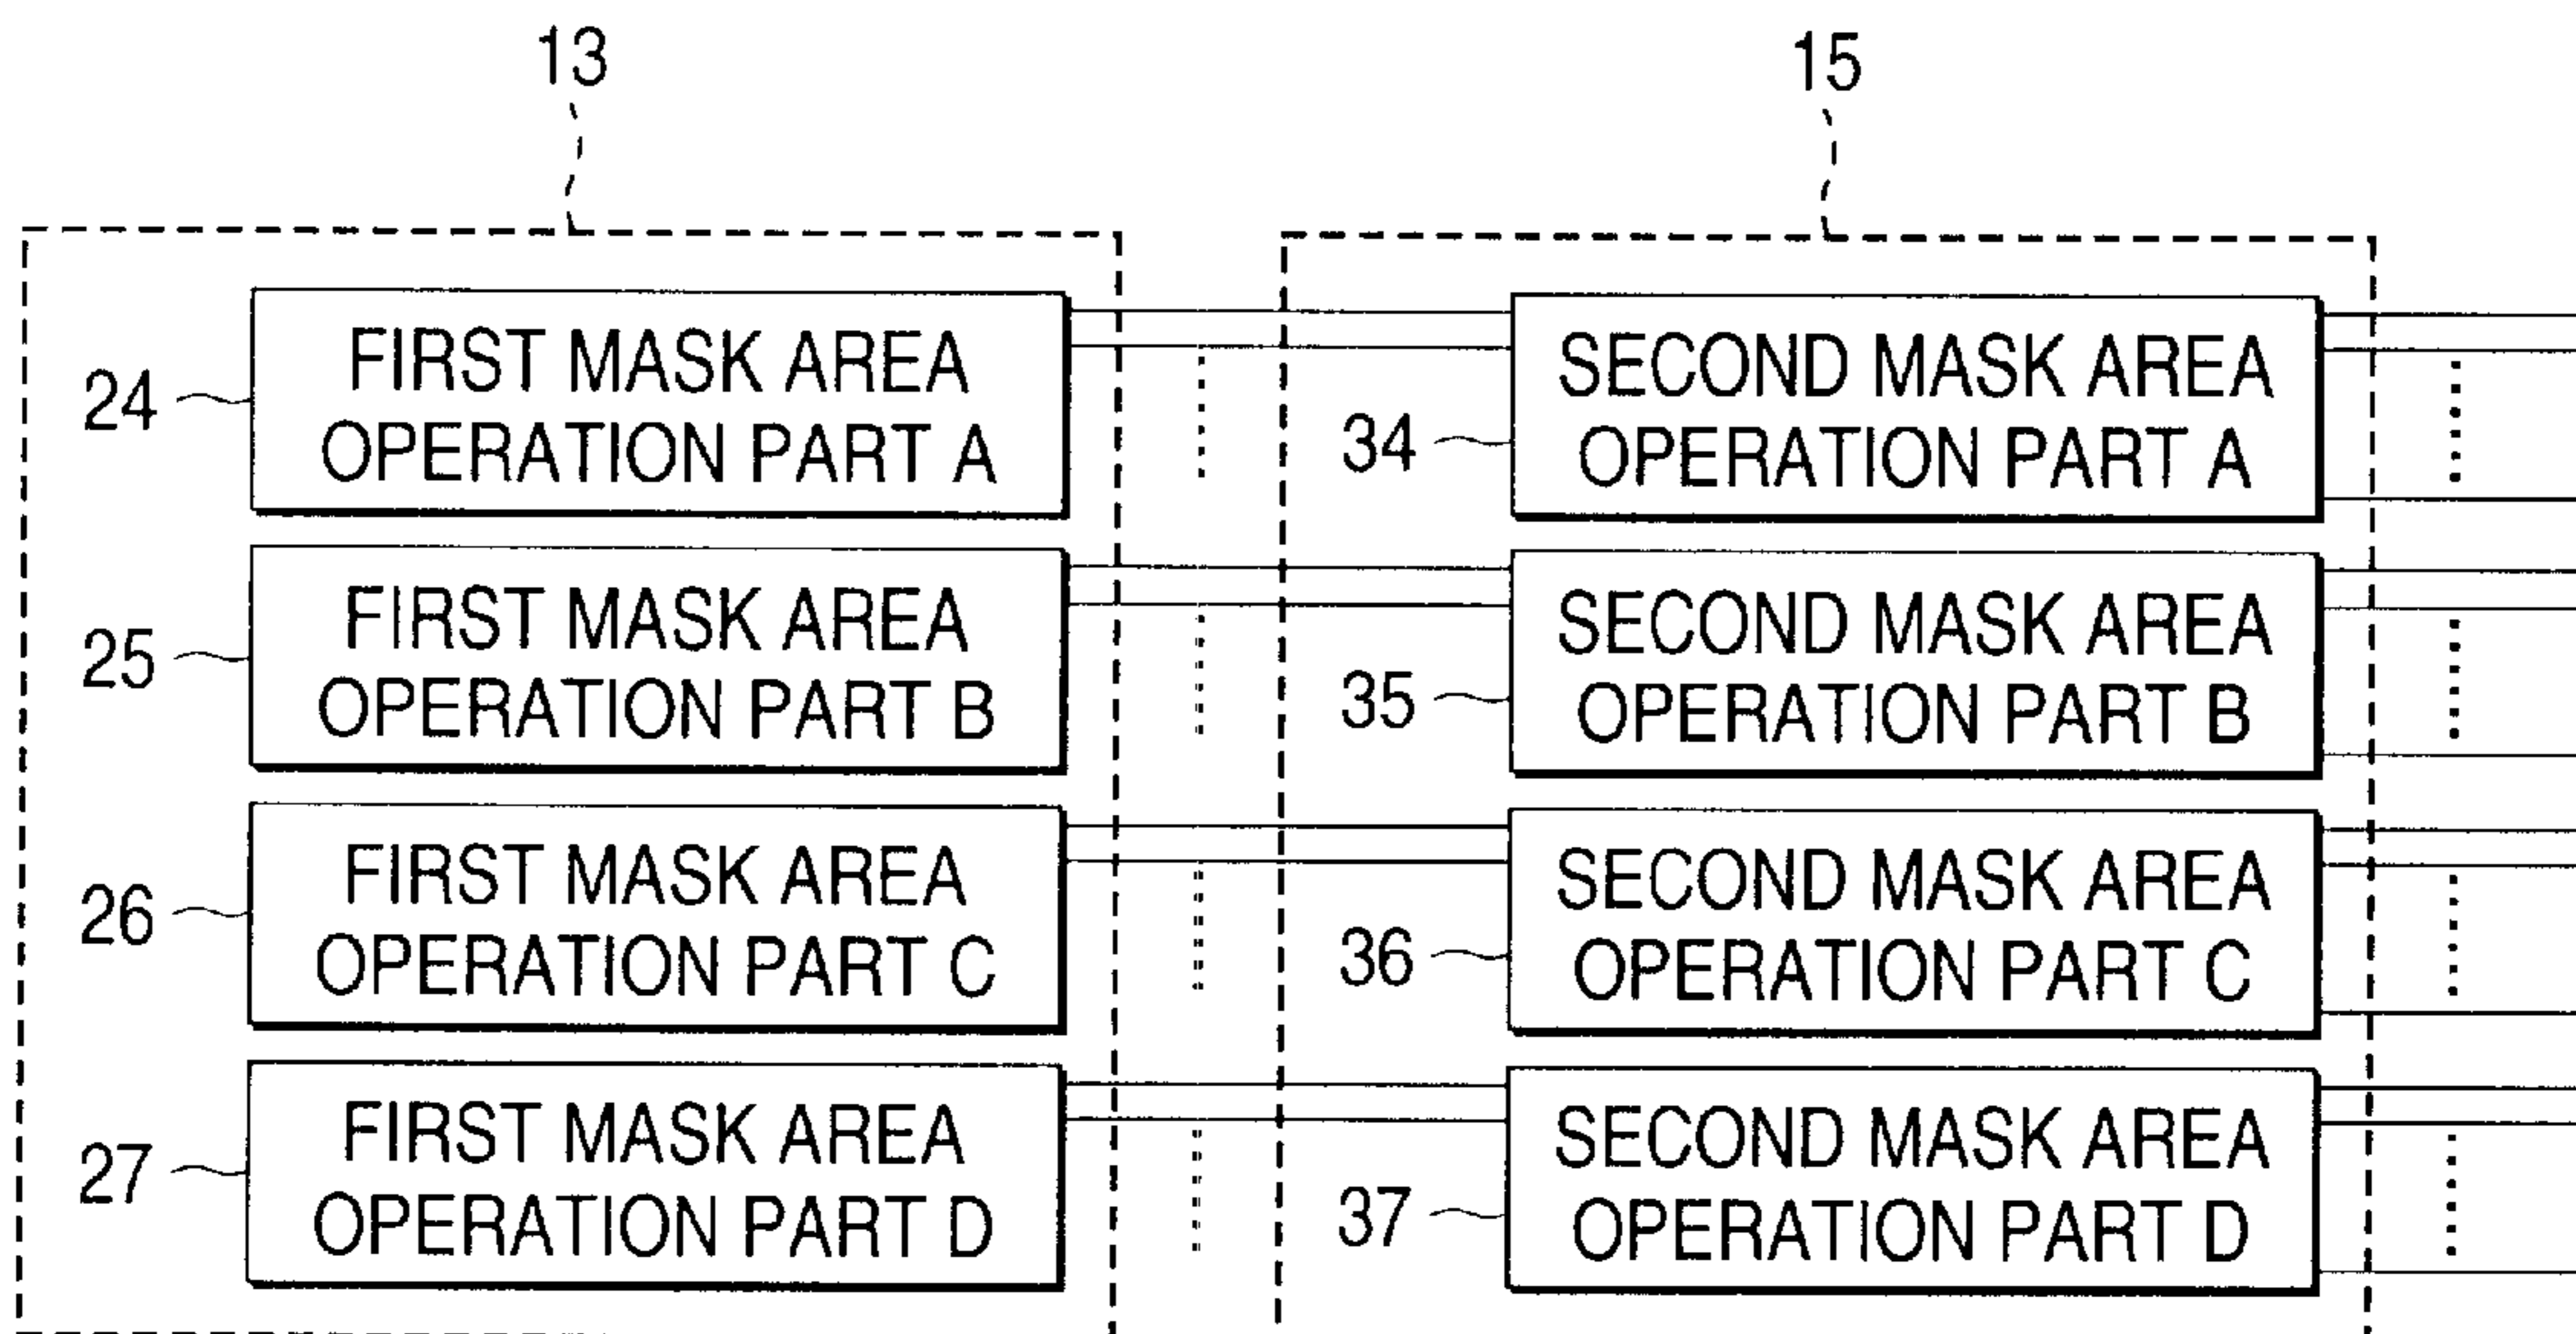 13
15
24
FIRST MASK AREA
OPERATION PART A
34
SECOND MASK AREA
OPERATION PART A
25
FIRST MASK AREA
OPERATION PART B
35
SECOND MASK AREA
OPERATION PART B
26
FIRST MASK AREA
OPERATION PART C
36
SECOND MASK AREA
OPERATION PART C
27
FIRST MASK AREA
OPERATION PART D
37
SECOND MASK AREA
OPERATION PART D